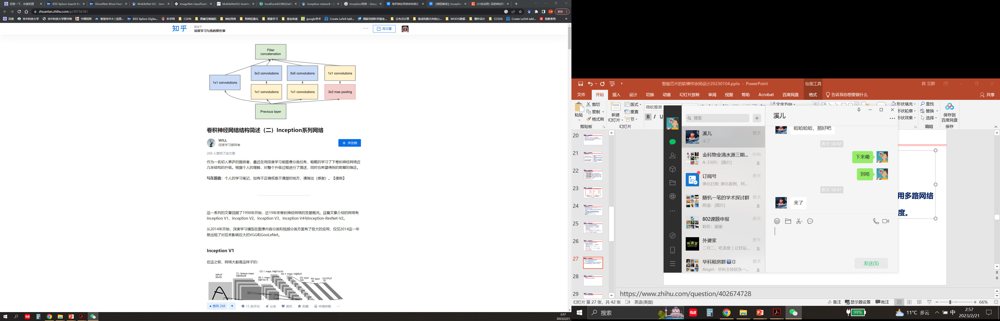 百度一下，你就知道
IEEE Xplore Search Re
GhostNet: More Featu
MobileNet V2： inver
ImageNet classificatio
MobileNetV2: Inverte
localhost:62380/2a4f
inception network - G
Inception网络 - Goog
卷积神经网络结构简述
【模型解读】Inception
(33条消息) 深度神经网
zhuanlan.zhihu.com/p/30756181
更新
百度
华中科技大学
华中科技大学图书馆
中国知网
智慧华中大 | 信息...
IEEE Xplore Digita...
科学网
CSDN
图像压缩编码
神经网络
网络轻量化
增量学习
基金申请
google学术
Create LaTeX tabl...
国家自然科学基金...
分布式计算
集成电路方向核心...
MODIS数据
硬件设计
CCSDS
Create LaTeX tabl...
观察者网
知乎
首发于
深度学习与我的那些事
写文章
Filter
concatenation
3x3 convolutions
5x5 convolutions
1x1 convolutions
1x1 convolutions
1x1 convolutions
1x1 convolutions
3x3 max pooling
Previous layer
卷积神经网络结构简述（二）Inception系列网络
WILL
深度学习搬砖者
关注他
268 人赞同了该文章
作为一名初入茅庐的搬砖者，最近在用深度学习做图像分类任务，粗略的学习了下卷积神经网络近
几年结构的升级。根据个人的理解，对整个升级过程进行了简述，同时也希望得到的前辈的指正。
写在前面：个人的学习笔记，如有不正确或是不清楚的地方，请指出（感谢）。【侵删】
这一系列的文章回顾了1998年开始，近19年来卷积神经网络的发展概况。这篇文章介绍的网络有
Inception V1、Inception V2、Inception V3、Inception V4与Inception-ResNet-V2。
从2014年开始，深度学习模型在图像内容分类和视频分类方面有了极大的应用，仅仅2014这一年
就出现了对后来影响巨大的VGG和GooLeNet。
Inception V1
在这之前，网络大都是这样子的：
INPUT
32x32
C1: feature maps
6@28x28
C3: f. maps 16@10x10
S4: f. maps 16@5x5
S2: f. maps
6@14x14
C5: layer
120
F6: layer
84
OUTPUT
10
赞同 268
15 条评论
分享
喜欢
收藏
申请转载
2:57
2023/2/21
智能芯片的软硬件协同设计20230104.pptx - PowerPoint
绘图工具
陈 立群
文件
开始
插入
设计
切换
动画
幻灯片放映
审阅
视图
帮助
Acrobat
百度网盘
格式
告诉我你想要做什么
共享
粘贴
剪切
复制
格式刷
剪贴板
新建
幻灯片
版式
重置
节
幻灯片
微软雅黑
B I U
文字方向
形状填充
形状轮廓
形状效果
查找
替换
选择
编辑
保存到
百度网盘
保存
20
21
22
23
24
25
26
27
28
29
搜索
溪儿
昨天
来了
金科物业清水源三期...
0:06
A-3305：[图片]
订阅号
昨天
湖北日报: 湖北首例，判...
随机一笔的学术探讨群
昨天
陈迪：[图片]
802课题申报
昨天
聆听：谢谢
外婆家
昨天
二月二，吃龙食 | 让好运...
华科租房群
昨天
Angel：华科主校区东一...
溪儿
哈哈哈哈，那好吧
昨天 18:42
下来嘞
到咯
昨天 18:47
来了
发送(S)
用多路网络
度。
https://www.zhihu.com/question/402674728
幻灯片 第 27 张，共 42 张
英语(美国)
备注
显示器设置
批注
66%
搜索
有道
99%
11°C 多云
中
2:57
2023/2/21